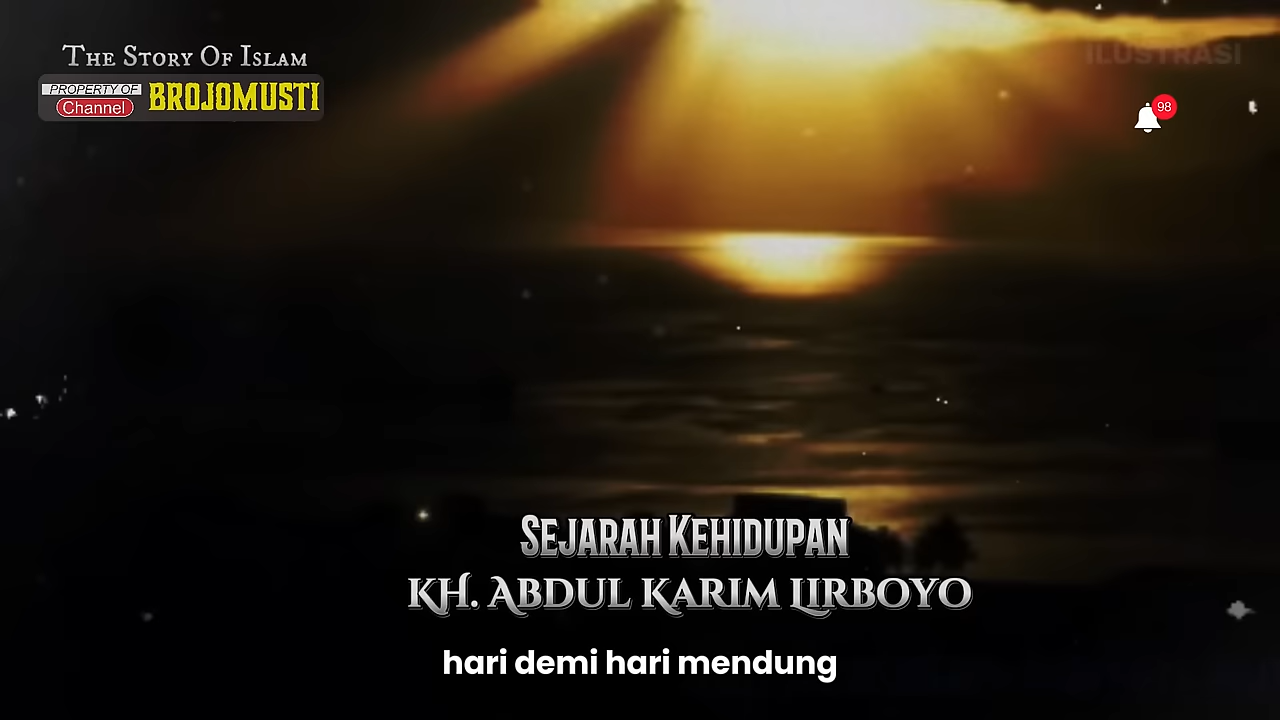 The Story Of Islam
PROPERTY OF
Channel
BROJOMUSTI
ILUSTRASI
98
Sejarah Kehidupan
KH. Abdul Karim Lirboyo
hari demi hari mendung